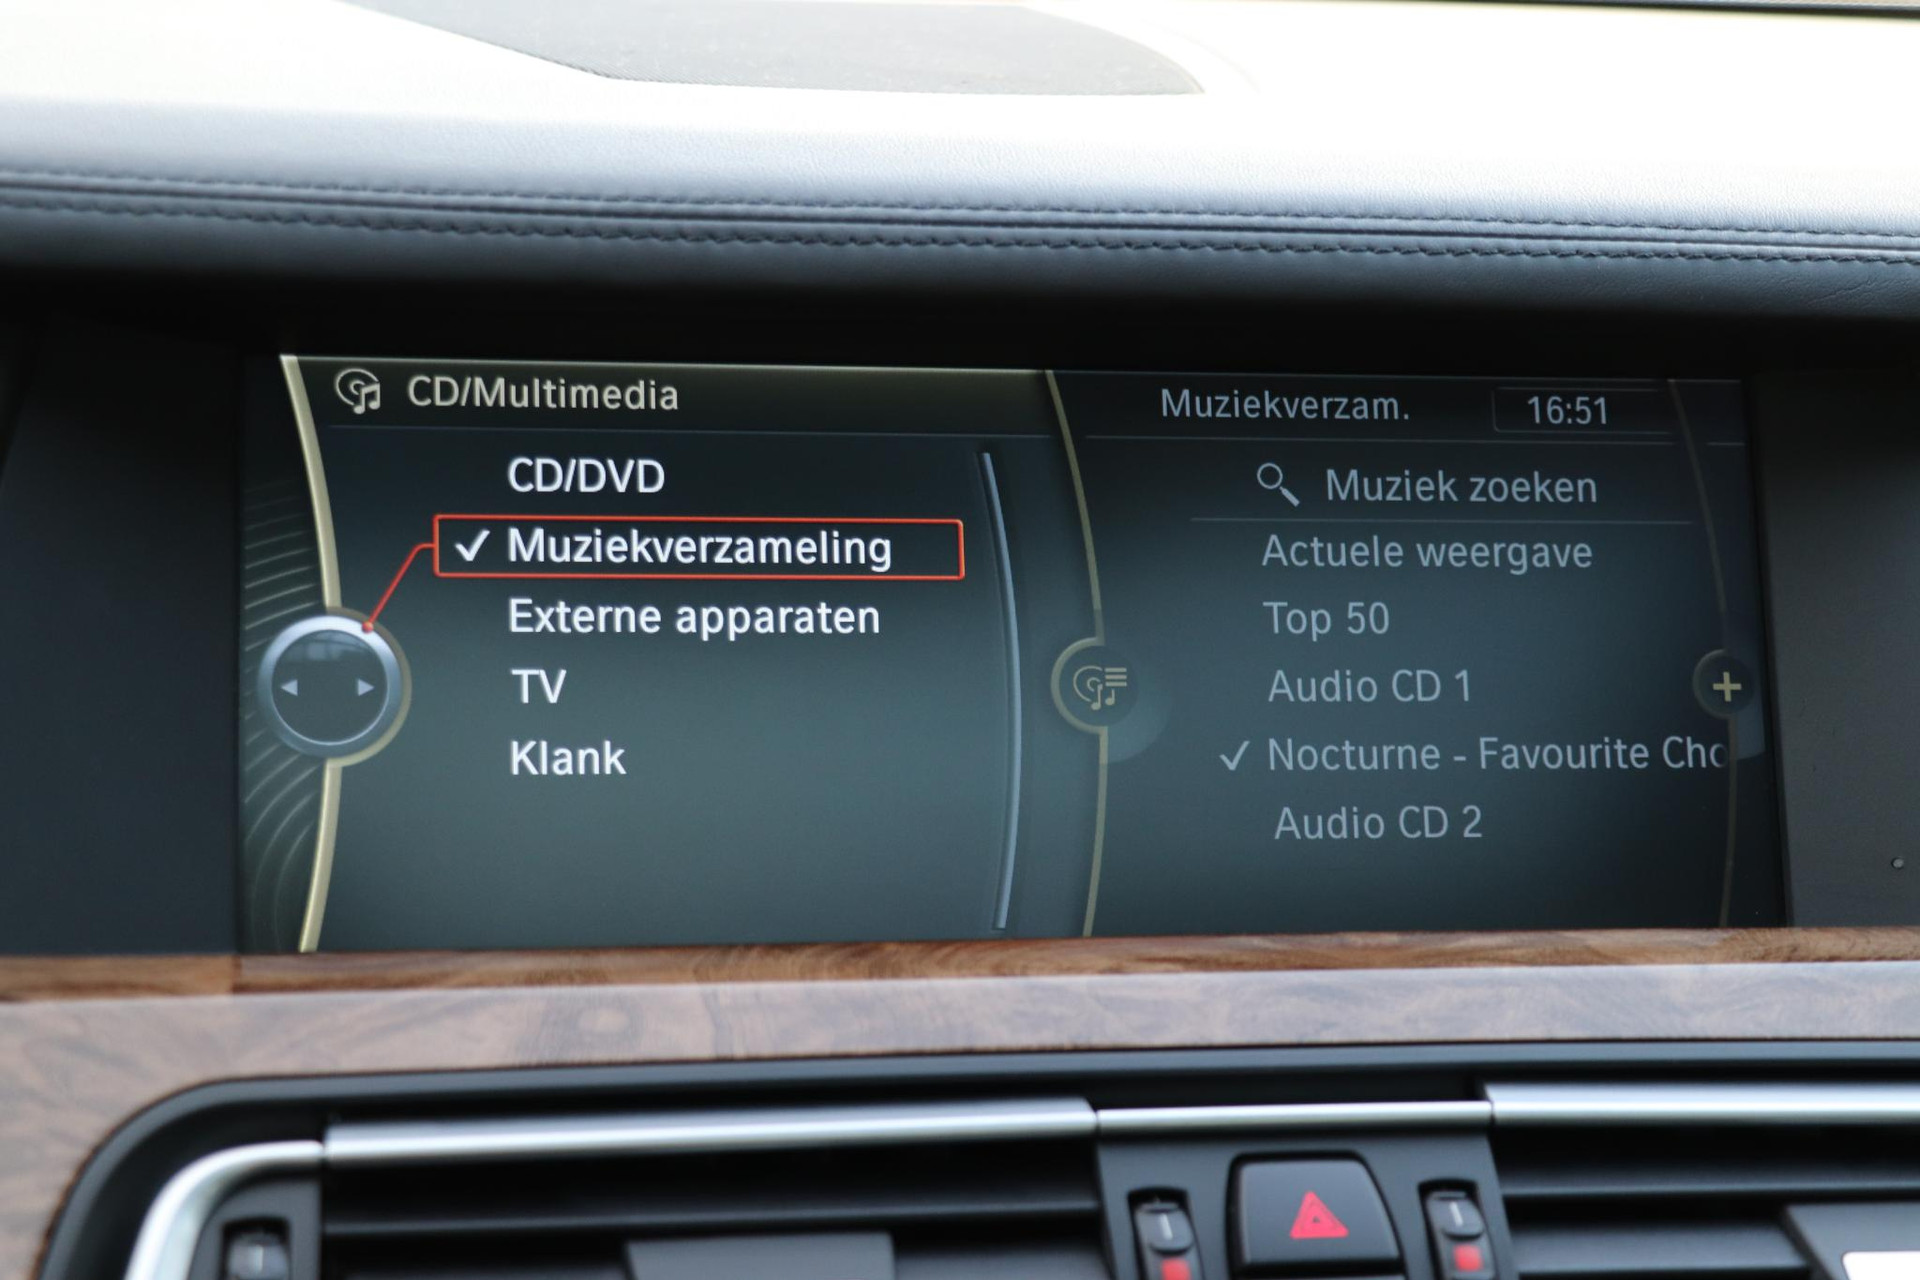 CD/Multimedia
CD/DVD
✓ Muziekverzameling
Externe apparaten
TV
Klank
Muziekverzam.
16:51
Muziek zoeken
Actuele weergave
Top 50
Audio CD 1
✓ Nocturne - Favourite Cho
Audio CD 2